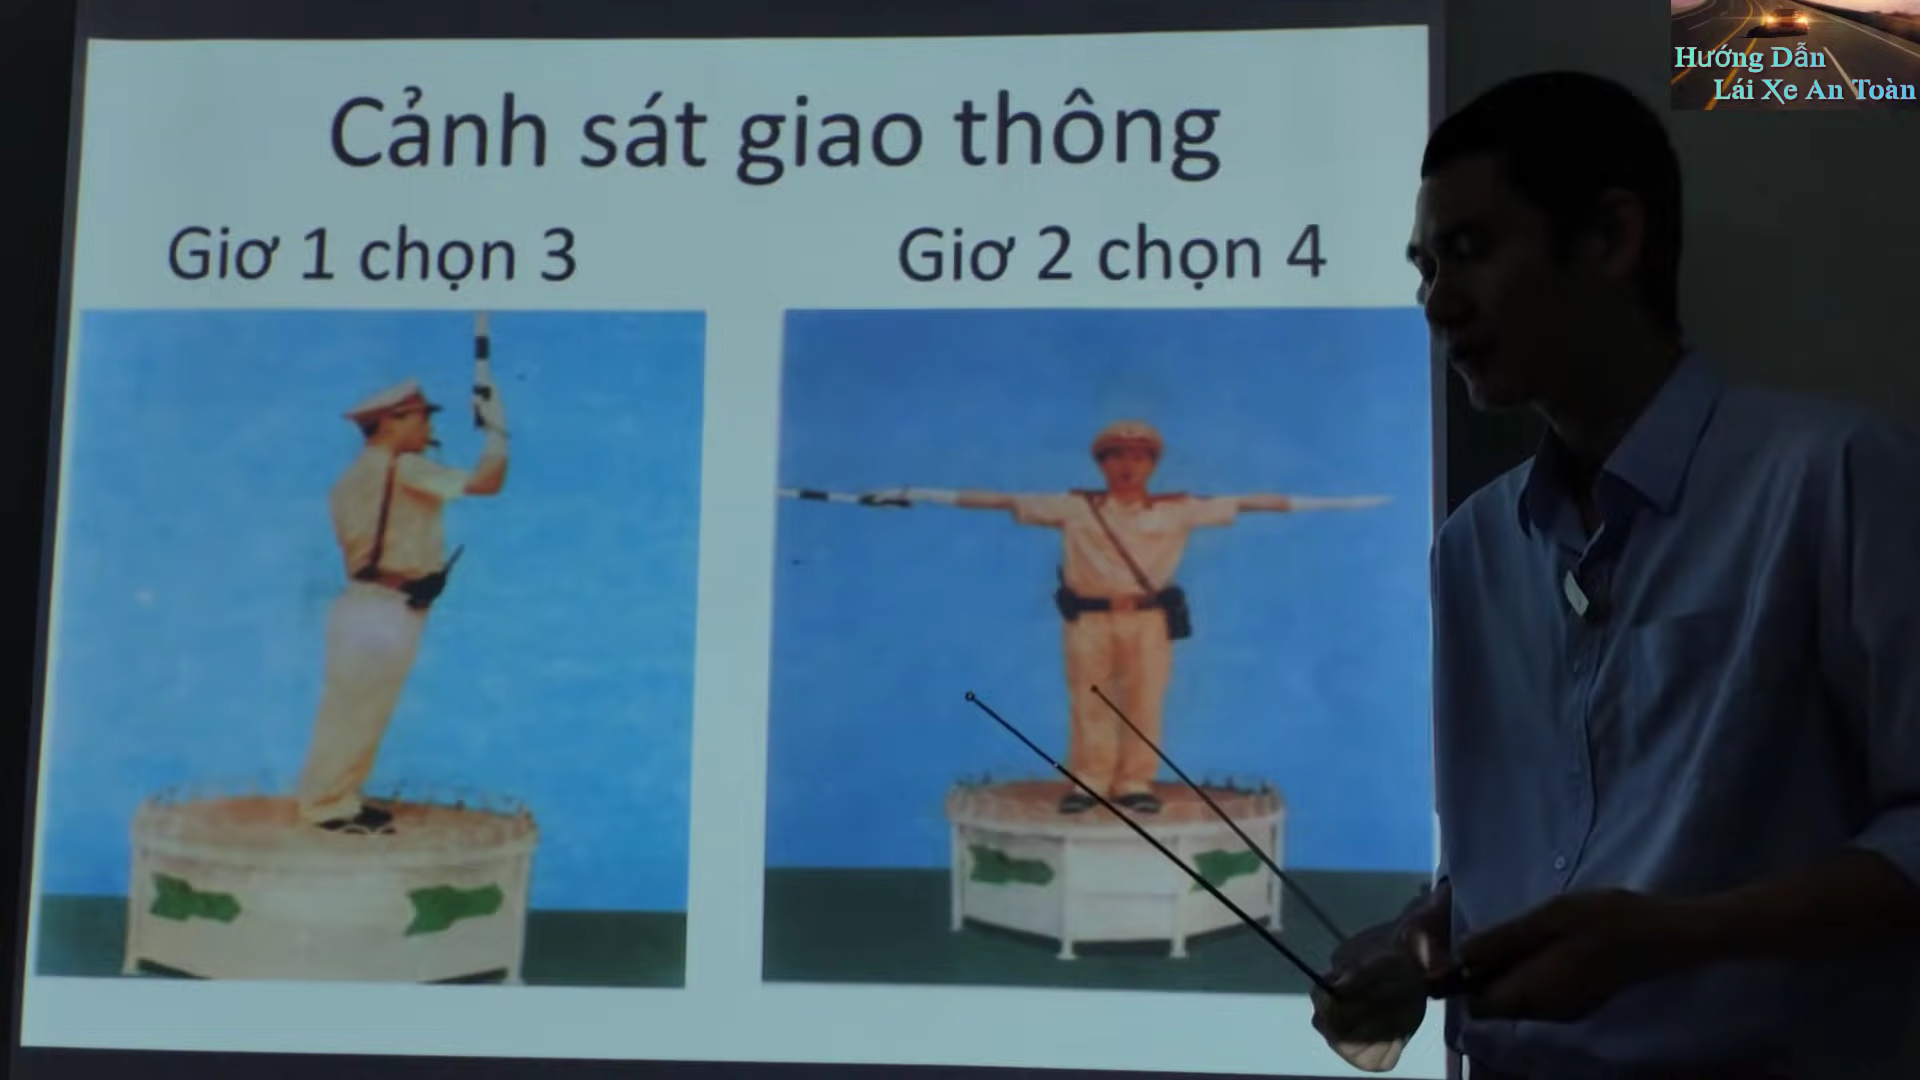 Cảnh sát giao thông
Giơ 1 chọn 3
Giơ 2 chọn 4
Hướng Dẫn
Lái Xe An Toàn